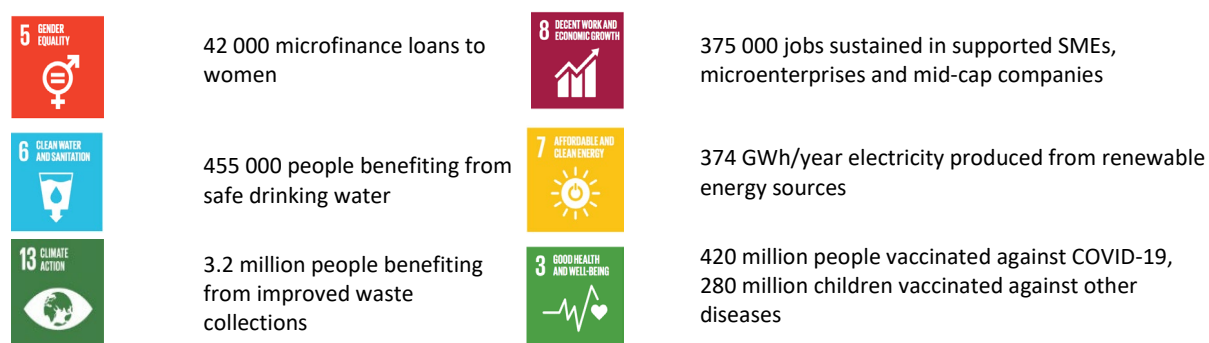 5 GENDER
EQUALITY
42 000 microfinance loans to
women
8 DECENT WORK AND
ECONOMIC GROWTH
375 000 jobs sustained in supported SMEs,
microenterprises and mid-cap companies
6 CLEAN WATER
AND SANITATION
455 000 people benefiting from
safe drinking water
7 AFFORDABLE AND
CLEAN ENERGY
374 GWh/year electricity produced from renewable
energy sources
13 CLIMATE
ACTION
3.2 million people benefiting
from improved waste
collections
3 GOOD HEALTH
AND WELL-BEING
420 million people vaccinated against COVID-19,
280 million children vaccinated against other
diseases